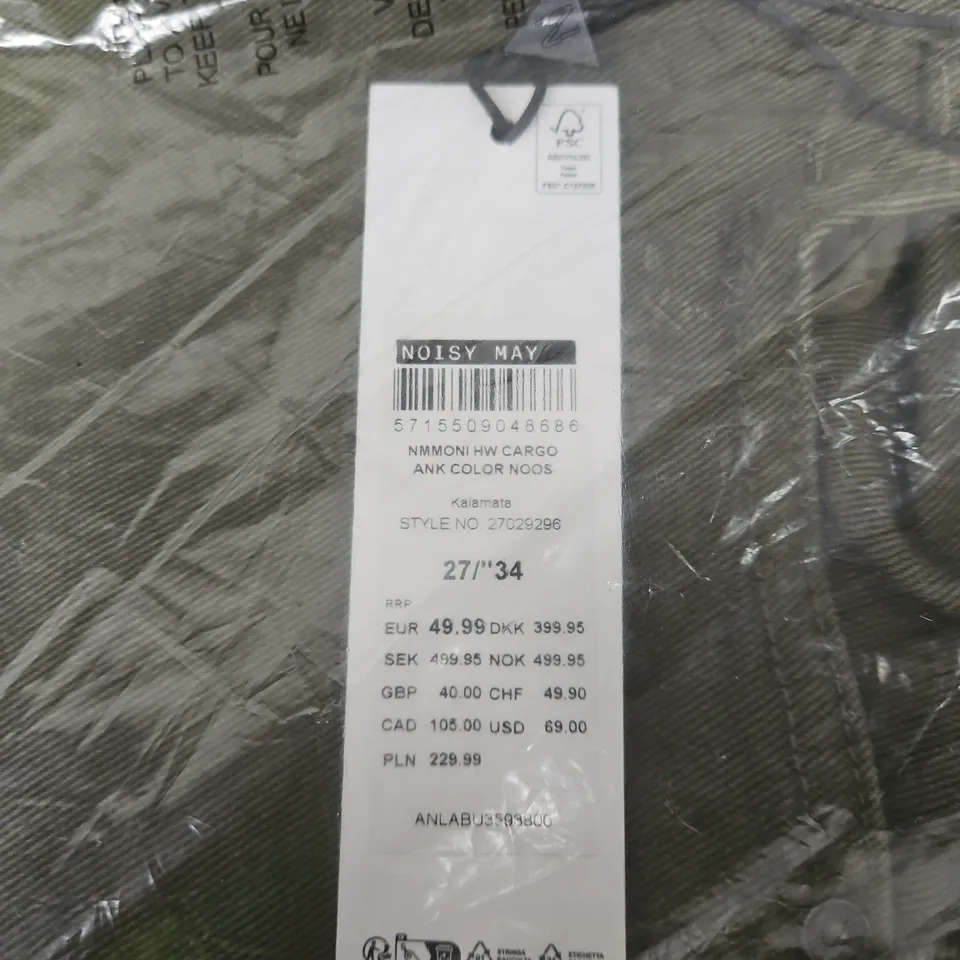 TO
KEEP
POUR
FSC
NOISY MAY
5715509048686
NMMONI HW CARGO
ANK COLOR NOOS
Kalamata
STYLE NO. 27029296
27/"34
RRP
EUR 49.99 DKK 399.95
SEK 499.95 NOK 499.95
GBP 40.00 CHF 49.90
CAD 105.00 USD 69.00
PLN 229.99